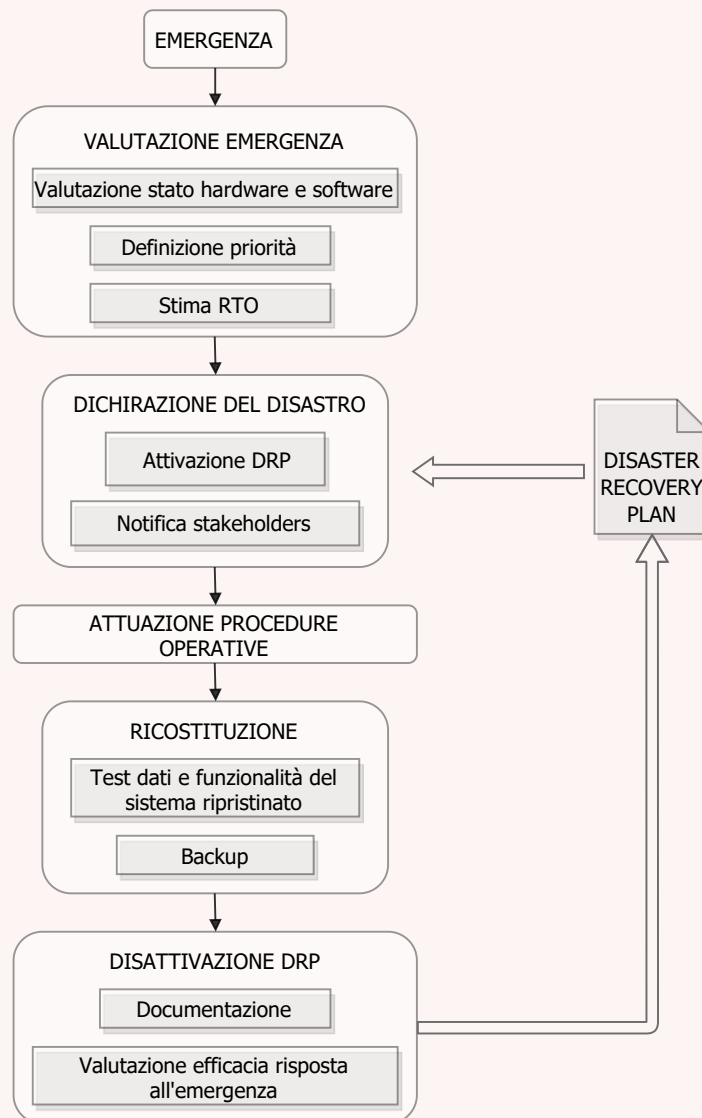 EMERGENZA
VALUTAZIONE EMERGENZA
Valutazione stato hardware e software
Definizione priorità
Stima RTO
DICHIRAZIONE DEL DISASTRO
Attivazione DRP
Notifica stakeholders
DISASTER
RECOVERY
PLAN
ATTUAZIONE PROCEDURE
OPERATIVE
RICOSTITUZIONE
Test dati e funzionalità del
sistema ripristinato
Backup
DISATTIVAZIONE DRP
Documentazione
Valutazione efficacia risposta
all'emergenza